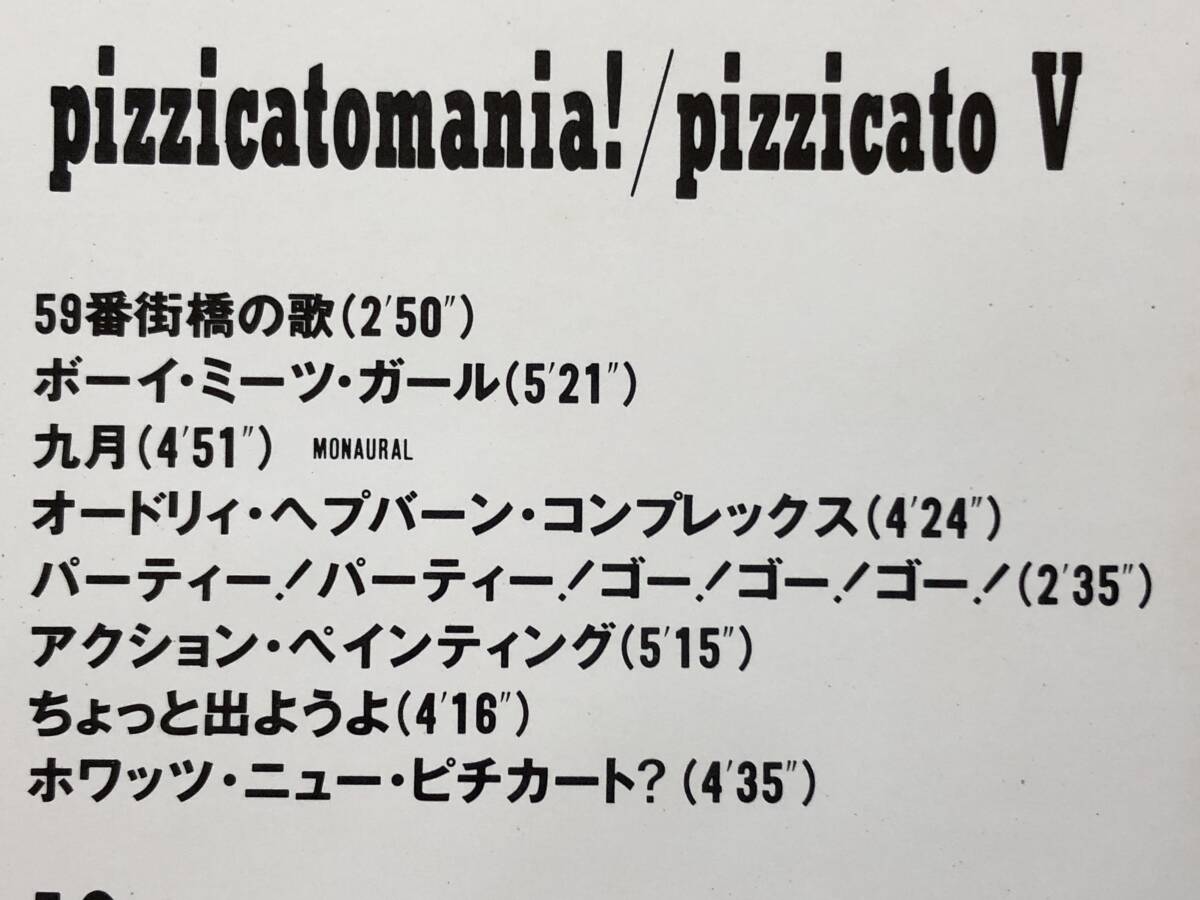 pizzicatomania!/pizzicato V
59番街橋の歌(2'50")
ボーイ・ミーツ・ガール(5'21")
九月(4'51") MONAURAL
オードリィ・ヘプバーン・コンプレックス(4'24")
パーティー!パーティー!ゴー!ゴー!ゴー!(2'35")
アクション・ペインティング(5'15")
ちょっと出ようよ(4'16")
ホワッツ・ニュー・ピチカート?(4'35")